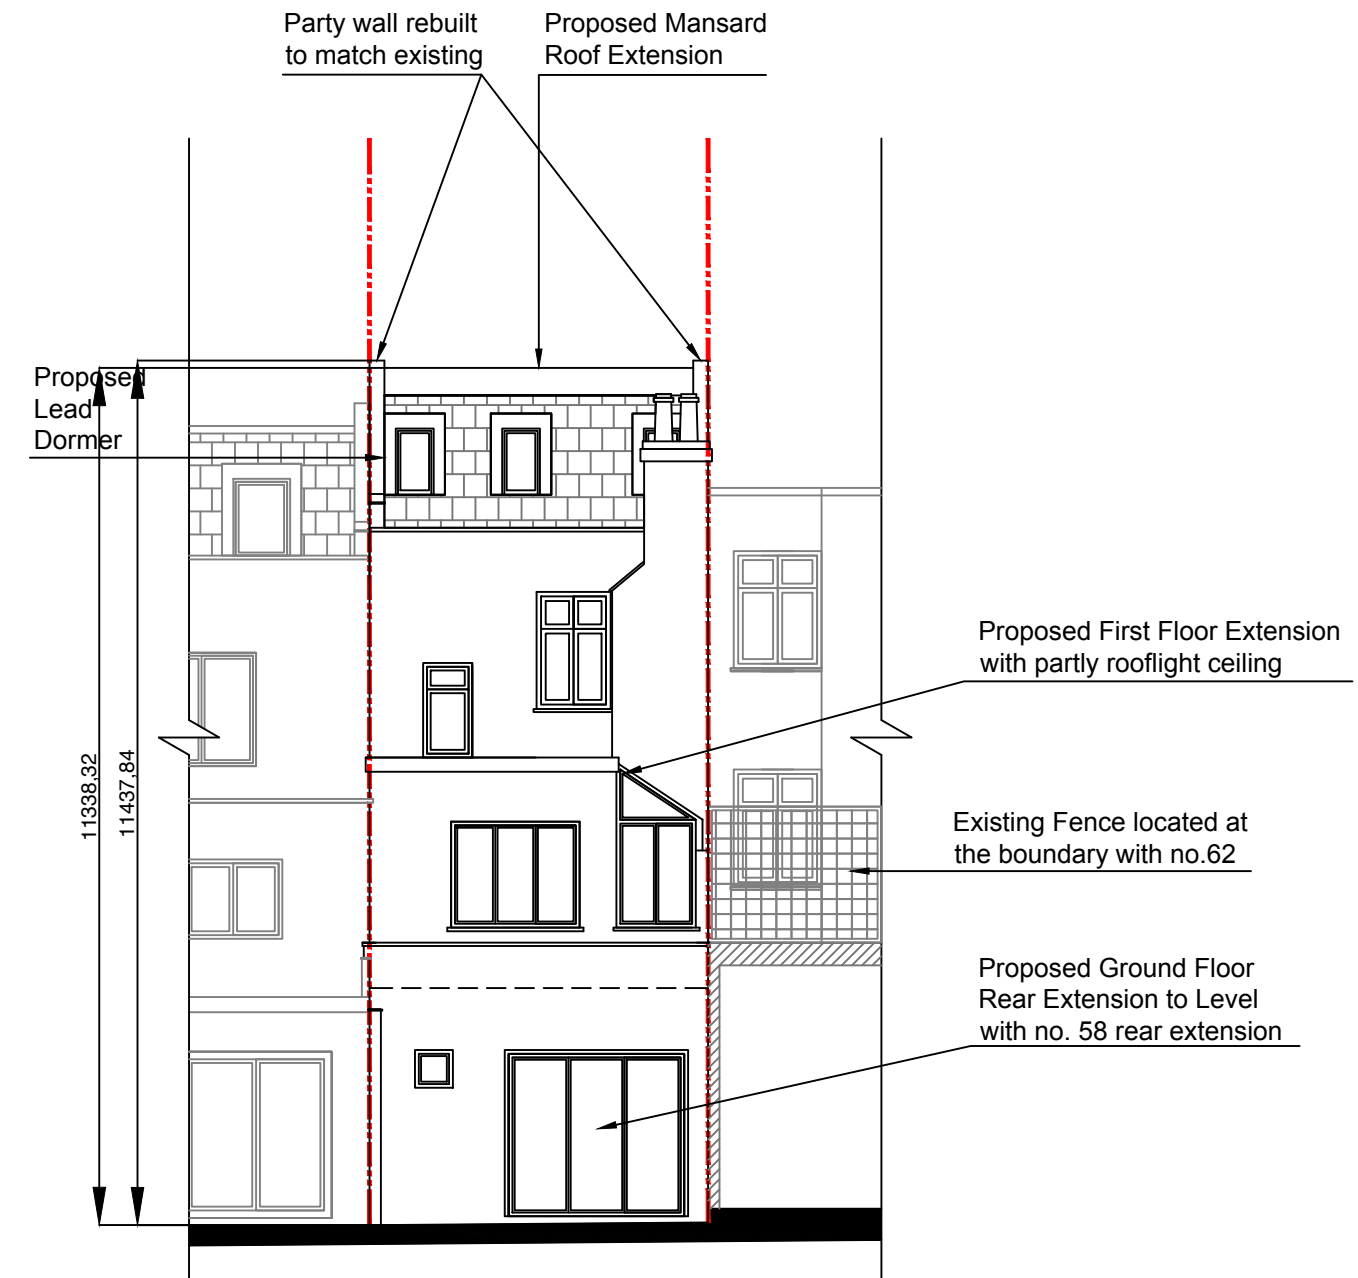 Party wall rebuilt
to match existing
Proposed Mansard
Roof Extension
Proposed
Lead
Dormer
Proposed First Floor Extension
with partly rooflight ceiling
11338,32
11437,84
Existing Fence located at
the boundary with no.62
Proposed Ground Floor
Rear Extension to Level
with no. 58 rear extension